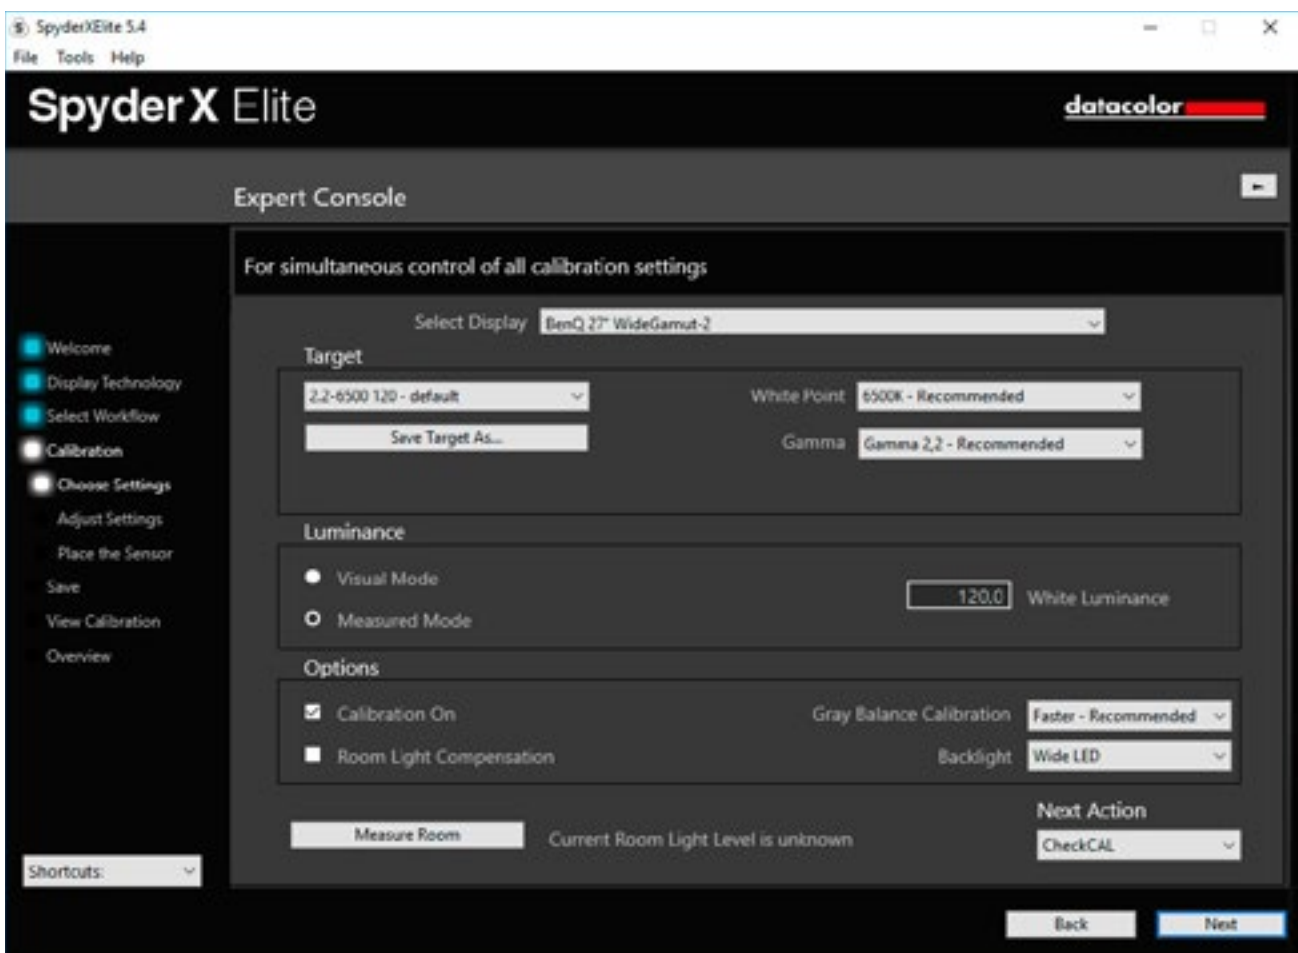 SpyderXElite 5.4
File Tools Help
SpyderX Elite
datacolor
Expert Console
For simultaneous control of all calibration settings
Select Display BenQ 27" WideGamut-2
Welcome
Display Technology
Select Workflow
Calibration
Choose Settings
Adjust Settings
Place the Sensor
Save
View Calibration
Overview
Shortcuts:
Target
2.2-6500 120 - default
White Point 6500K - Recommended
Save Target As...
Gamma Gamma 2,2 - Recommended
Luminance
Visual Mode
Measured Mode
120,0 White Luminance
Options
Calibration On
Gray Balance Calibration Faster - Recommended
Room Light Compensation
Backlight Wide LED
Measure Room
Current Room Light Level is unknown
Next Action
CheckCAL
Back Next